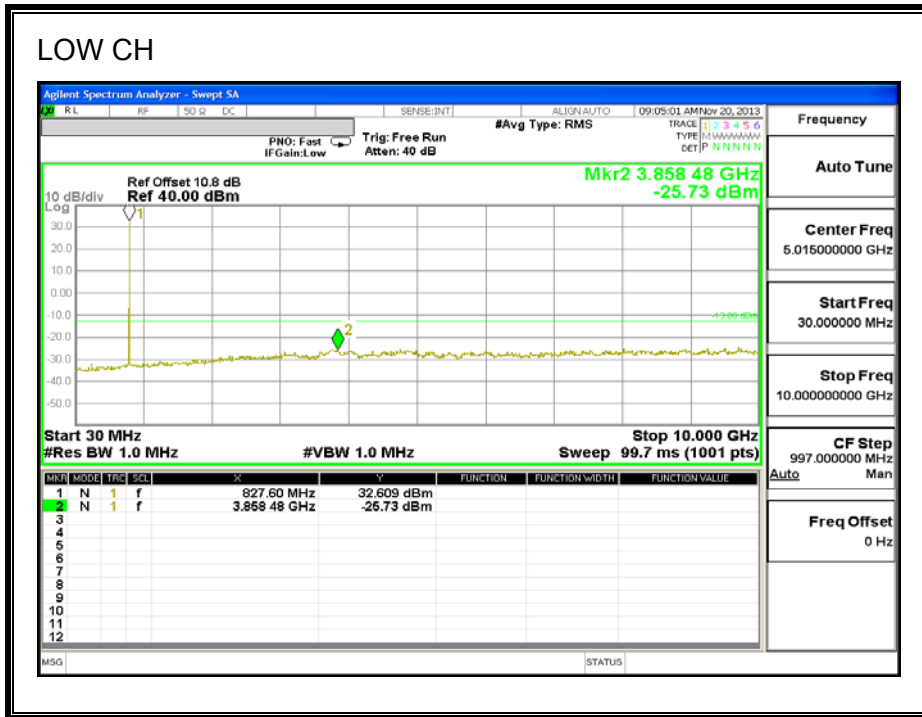 LOW CH
Agilent Spectrum Analyzer - Swept SA
RL RF 50 Ω DC SENSE:INT ALIGN AUTO 09:05:01 AM Nov 20, 2013
PNO: Fast
IFGain:Low
Trig: Free Run
Atten: 40 dB
#Avg Type: RMS
TRACE 1 2 3 4 5 6
TYPE M WWWWW
DET P N N N N N
Mkr2 3.858 48 GHz
-25.73 dBm
Ref Offset 10.8 dB
10 dB/div Ref 40.00 dBm
Log
1
30.0
20.0
10.0
0.00
-10.0
-13.00 dBm
-20.0
2
-30.0
-40.0
-50.0
Start 30 MHz Stop 10.000 GHz
#Res BW 1.0 MHz #VBW 1.0 MHz Sweep 99.7 ms (1001 pts)
MKR MODE TRC SCL X Y FUNCTION FUNCTION WIDTH FUNCTION VALUE
1 N 1 f 827.60 MHz 32.609 dBm
2 N 1 f 3.858 48 GHz -25.73 dBm
3
4
5
6
7
8
9
10
11
12
MSG STATUS
Frequency
Auto Tune
Center Freq
5.015000000 GHz
Start Freq
30.000000 MHz
Stop Freq
10.000000000 GHz
CF Step
997.000000 MHz
Auto Man
Freq Offset
0 Hz